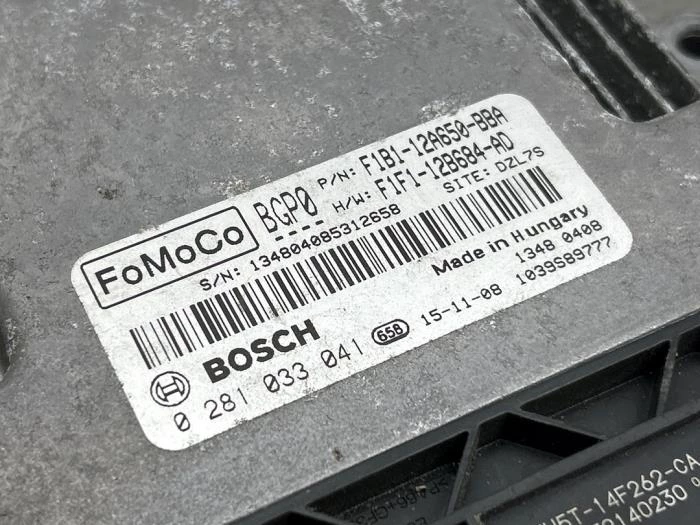 FoMoCo
BGP0
P/N: F1B1-12A650-BBA
H/W: F1F1-12B684-AD
S/N: 134804085312658
SITE: DZL7S
Made in Hungary
BOSCH
658
15-11-08
1348 0408
0 281 033 041
1039S89777
-14F262-CA
140230